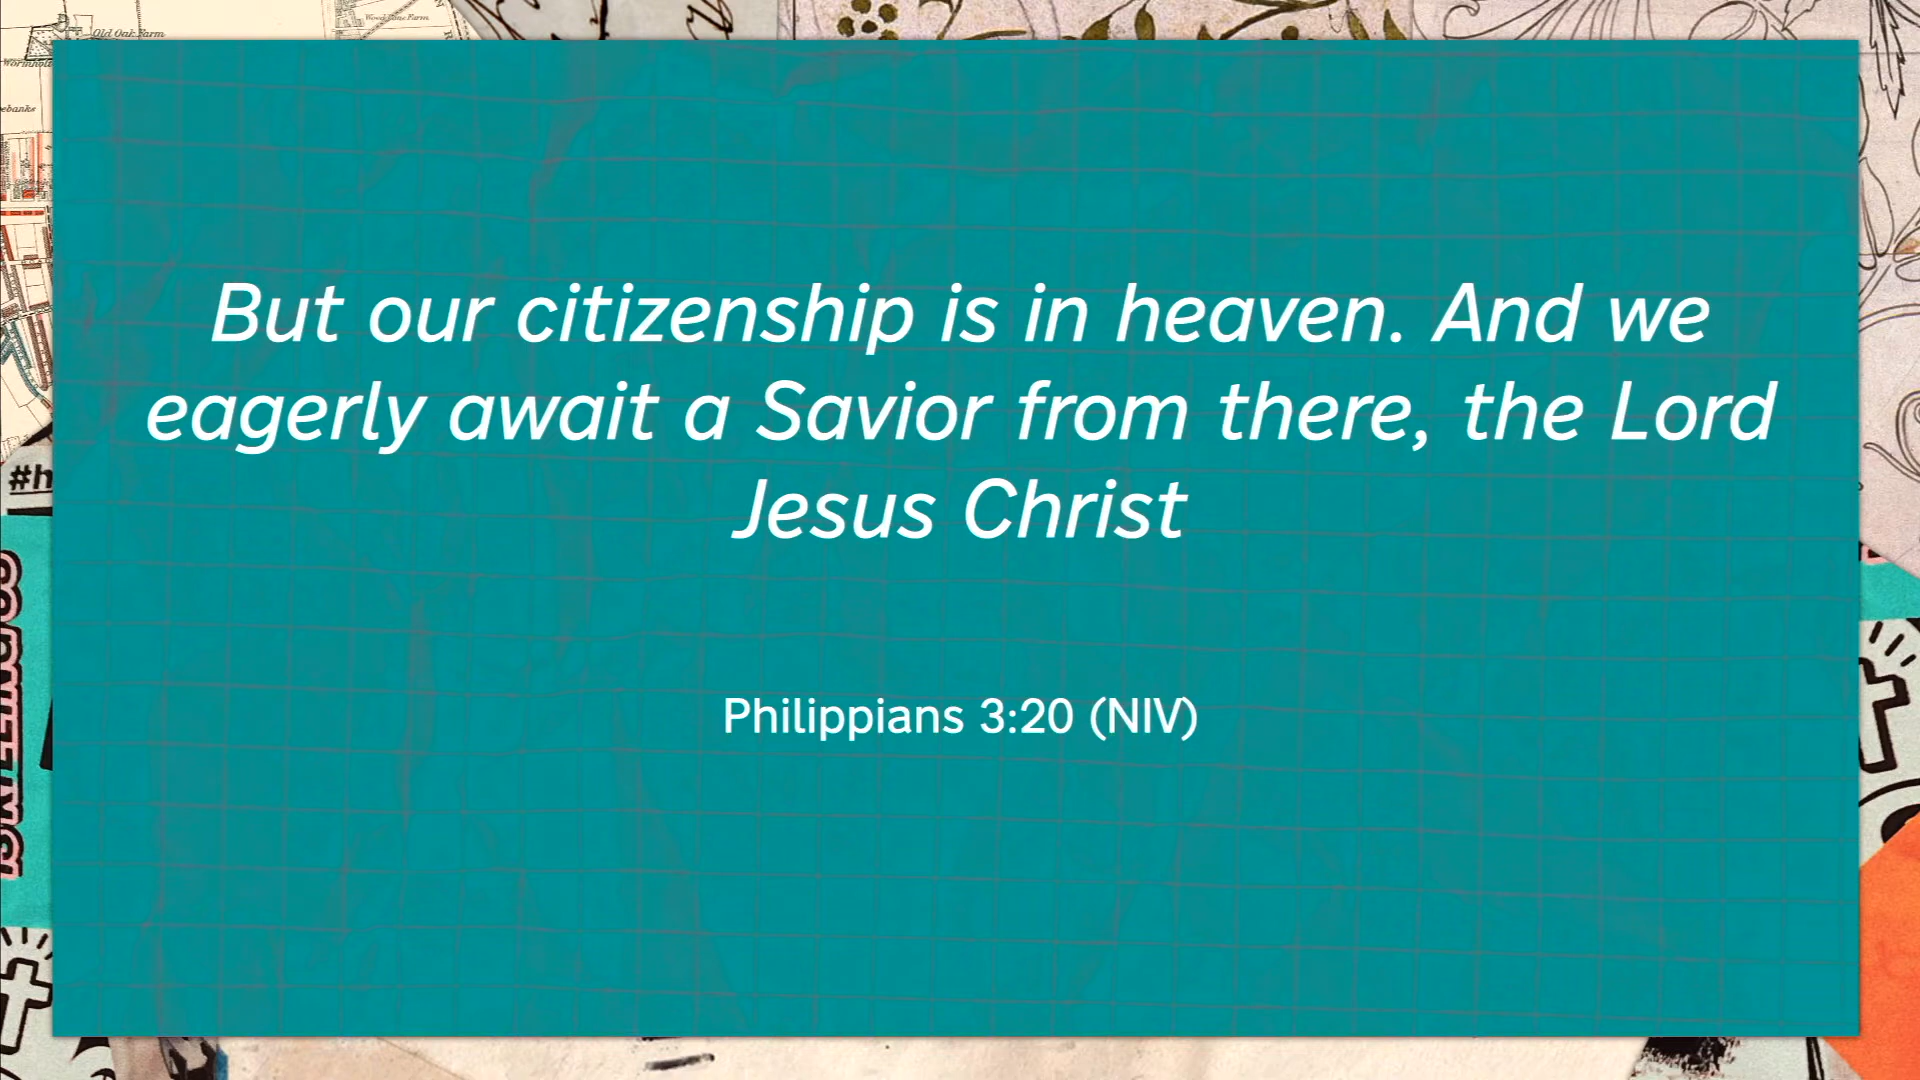 Old Oak Farm
But our citizenship is in heaven. And we
eagerly await a Savior from there, the Lord
Jesus Christ
#h
Philippians 3:20 (NIV)